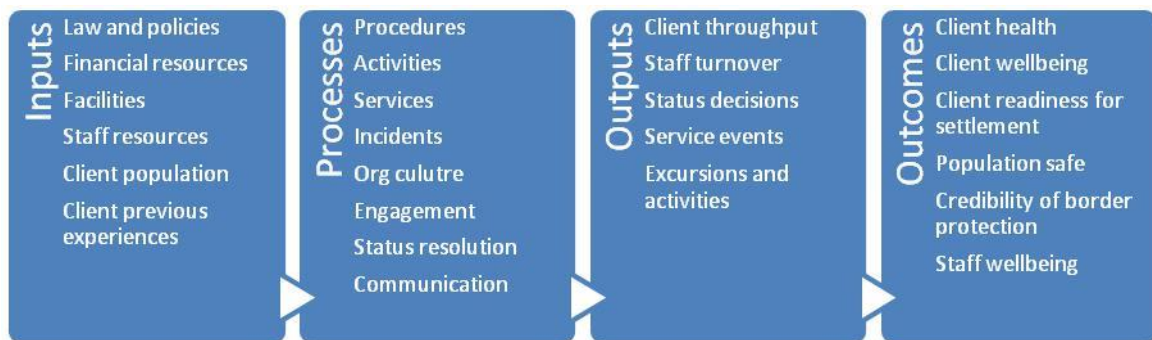 Inputs
Law and policies
Financial resources
Facilities
Staff resources
Client population
Client previous
experiences
Processes
Procedures
Activities
Services
Incidents
Org culutre
Engagement
Status resolution
Communication
Outputs
Client throughput
Staff turnover
Status decisions
Service events
Excursions and
activities
Outcomes
Client health
Client wellbeing
Client readiness for
settlement
Population safe
Credibility of border
protection
Staff wellbeing